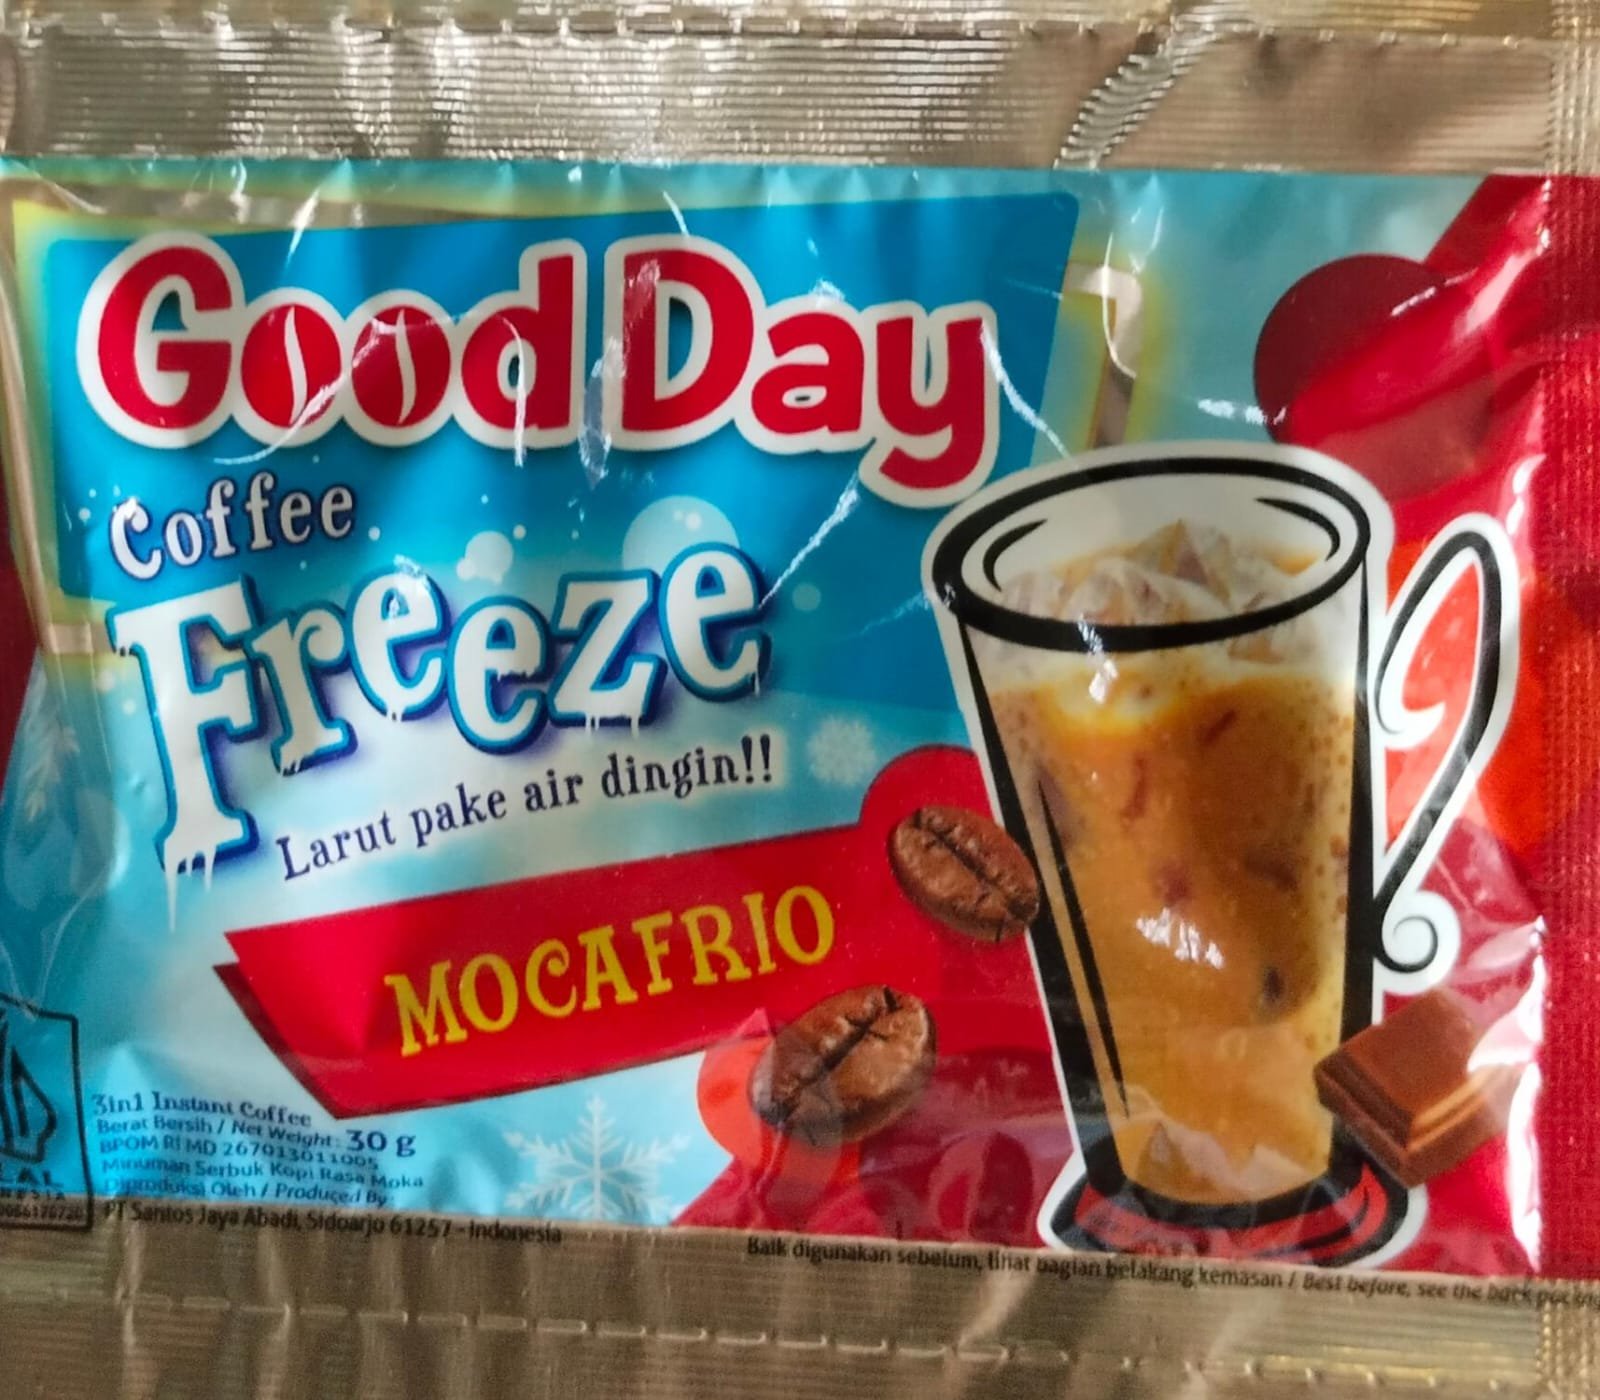 Good Day
Coffee
Freeze
Larut pake air dingin!!
MOCAFRIO
3in1 Instant Coffee
Berat Bersih / Net Weight: 30 g
BPOM RI MD 267013011005
Minuman Serbuk Kopi Rasa Moka
Diproduksi Oleh / Produced By:
PT Santos Jaya Abadi, Sidoarjo 61257 - Indonesia
Baik digunakan sebelum, lihat bagian belakang kemasan / Best before, see the back